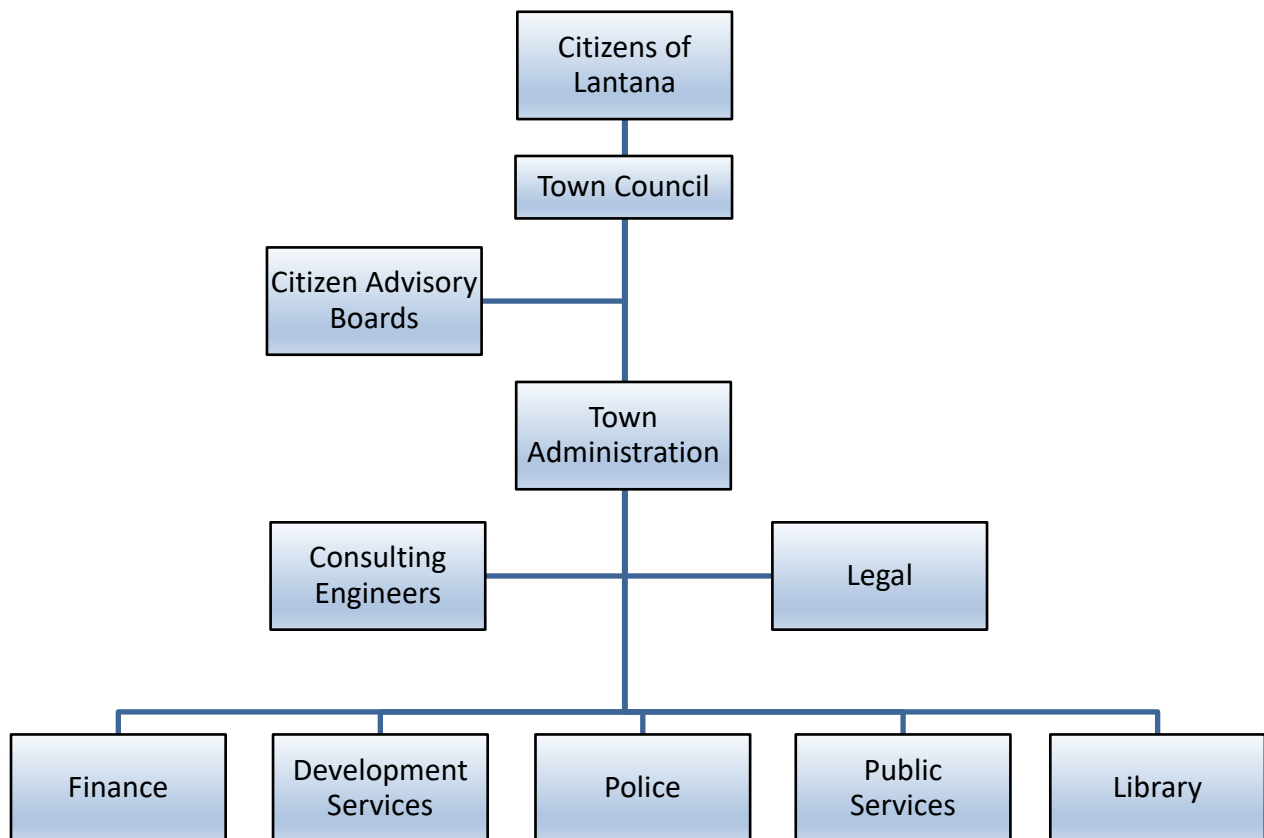 Citizens of
Lantana
Town Council
Citizen Advisory
Boards
Town
Administration
Consulting
Engineers
Legal
Finance
Development
Services
Police
Public
Services
Library